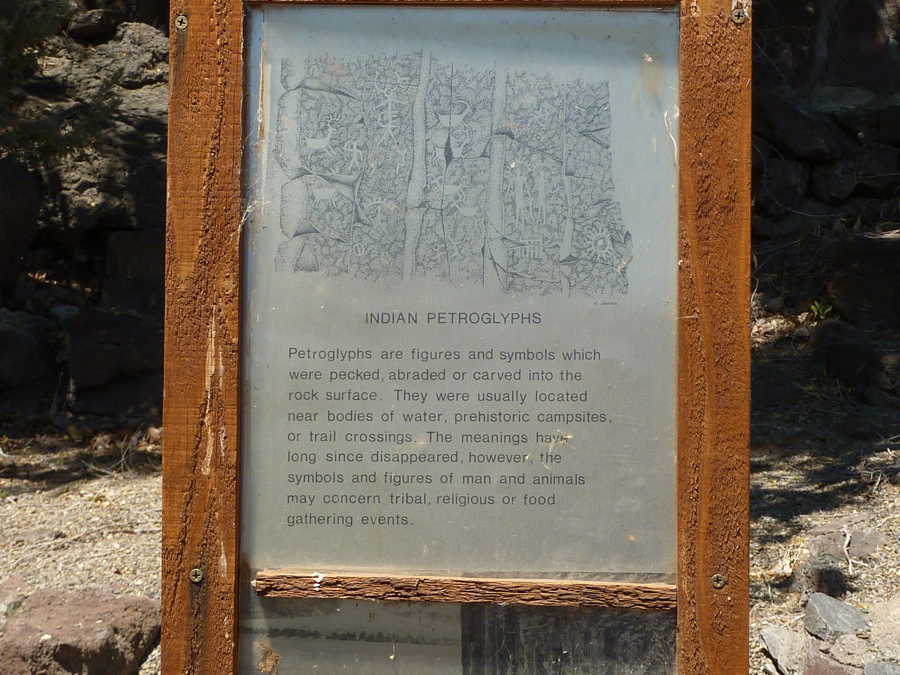 INDIAN PETROGLYPHS
Petroglyphs are figures and symbols which
were pecked, abraded or carved into the
rock surface. They were usually located
near bodies of water, prehistoric campsites,
or trail crossings. The meanings have
long since disappeared, however, the
symbols and figures of man and animals
may concern tribal, religious or food
gathering events.